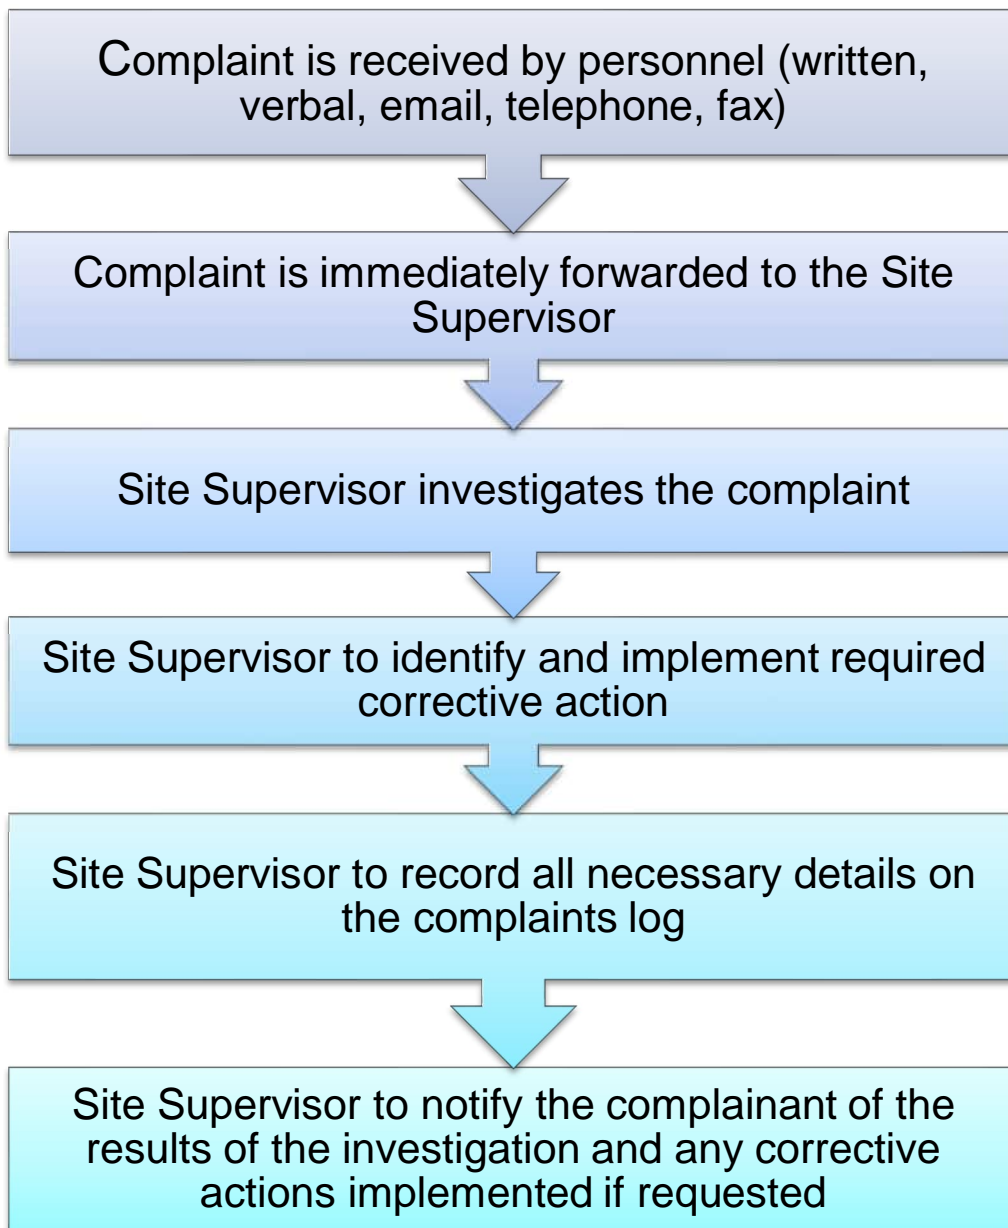 Complaint is received by personnel (written,
verbal, email, telephone, fax)
Complaint is immediately forwarded to the Site
Supervisor
Site Supervisor investigates the complaint
Site Supervisor to identify and implement required
corrective action
Site Supervisor to record all necessary details on
the complaints log
Site Supervisor to notify the complainant of the
results of the investigation and any corrective
actions implemented if requested